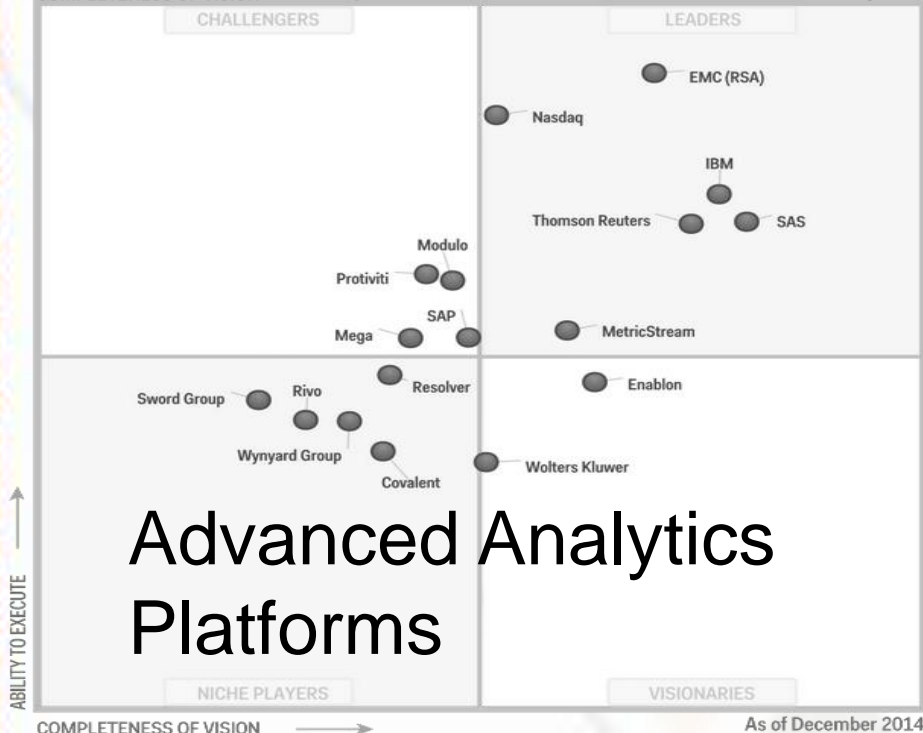 CHALLENGERS
LEADERS
EMC (RSA)
Nasdaq
IBM
Thomson Reuters
SAS
Modulo
Protiviti
SAP
Mega
MetricStream
Resolver
Enablon
Sword Group
Rivo
Wynyard Group
Covalent
Wolters Kluwer
Advanced Analytics
Platforms
ABILITY TO EXECUTE
NICHE PLAYERS
VISIONARIES
COMPLETENESS OF VISION
As of December 2014